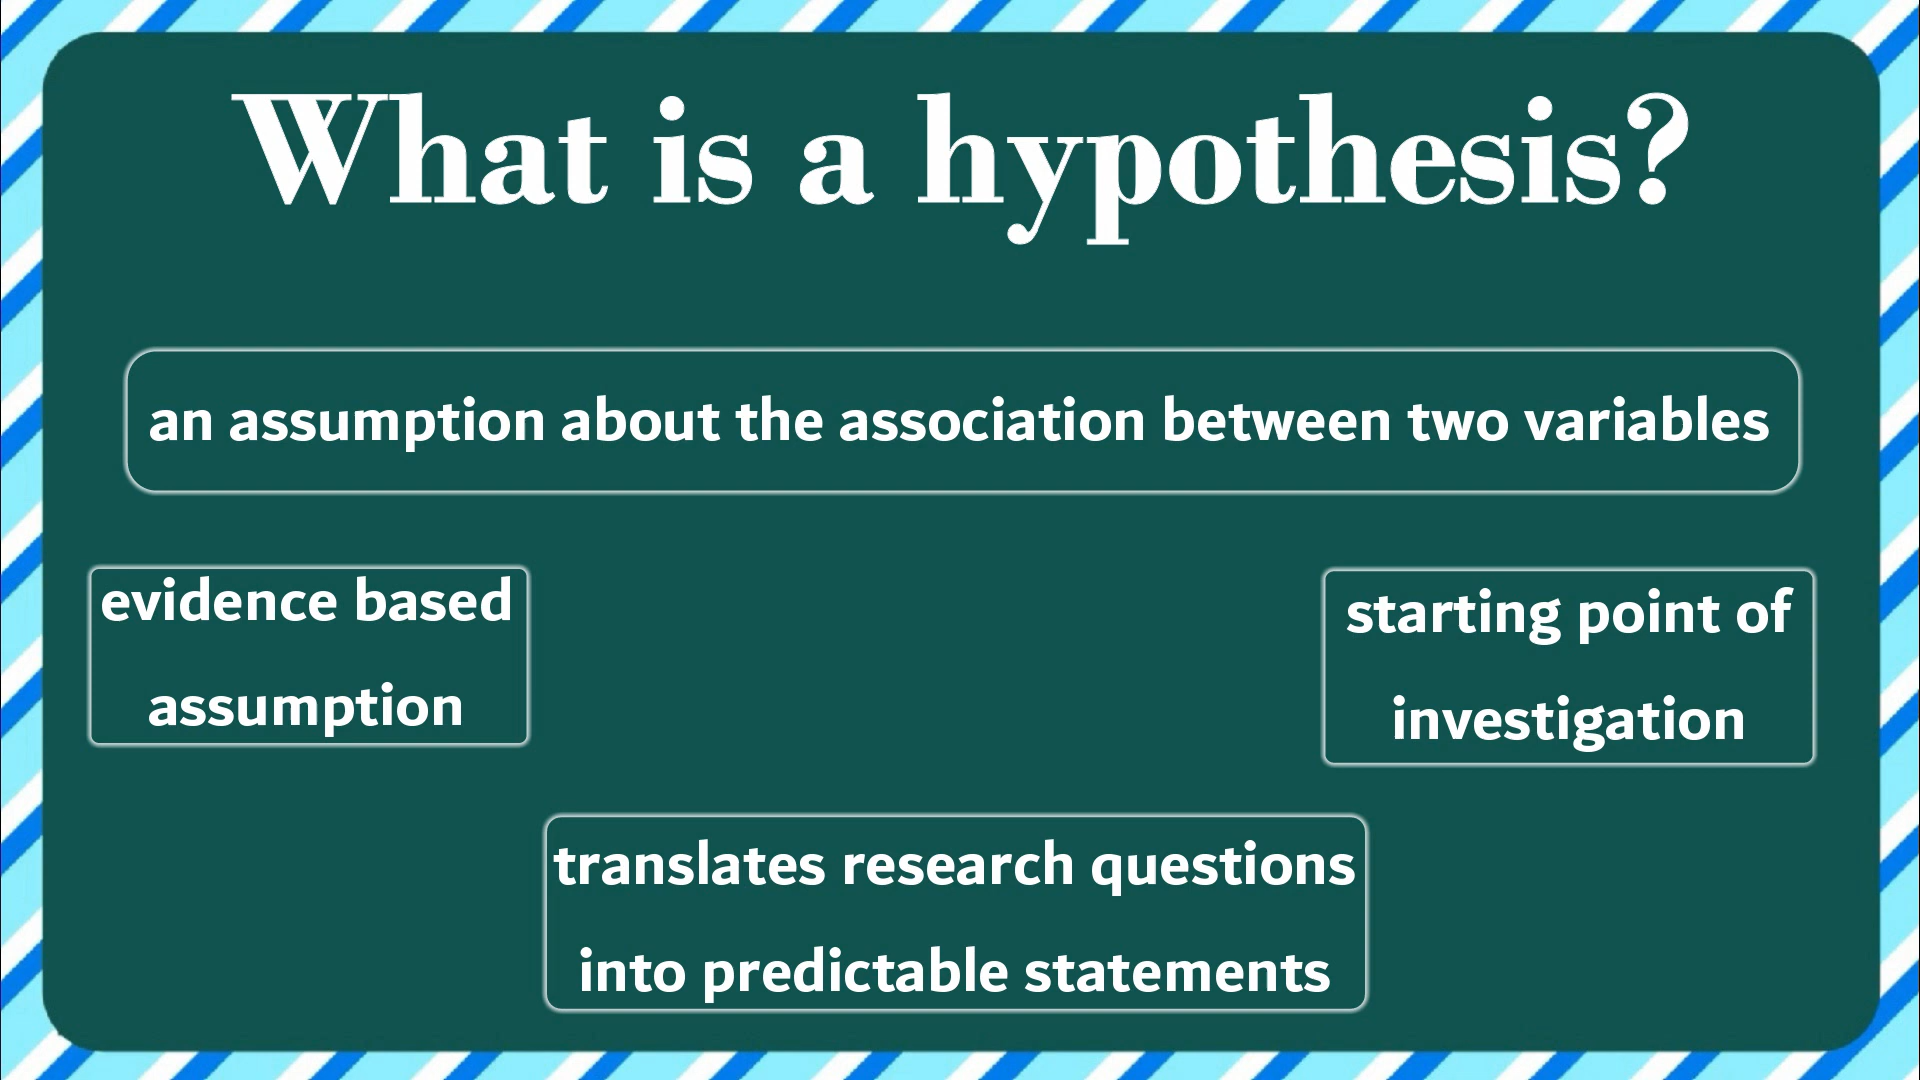 What is a hypothesis?
an assumption about the association between two variables
evidence based
assumption
starting point of
investigation
translates research questions
into predictable statements